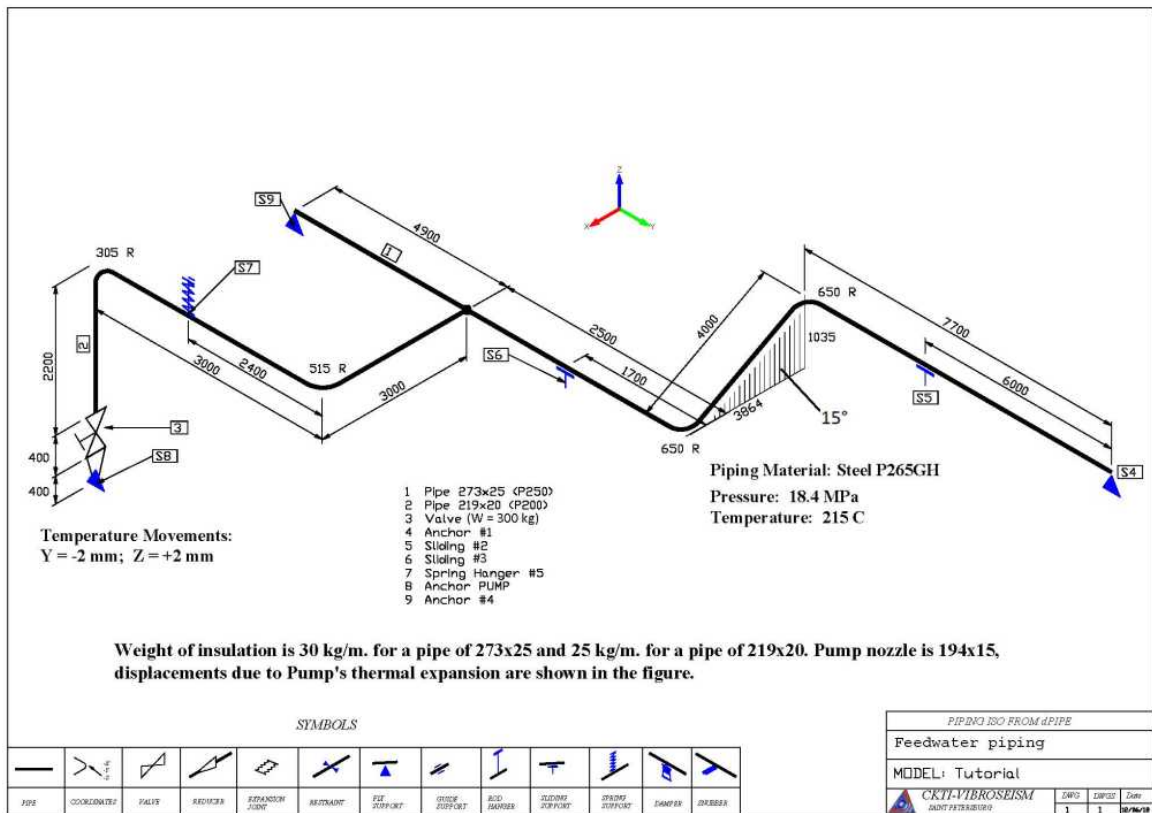 S9
Z
X
Y
4900
1
305 R
S7
650 R
7700
4000
1035
2500
2200
2
2400
3000
515 R
3000
S6
1700
6000
S5
3864
15°
650 R
3
S8
400
400
S4
Piping Material: Steel P265GH
Pressure: 18.4 MPa
Temperature: 215 C
Temperature Movements:
Y = -2 mm; Z = +2 mm
1 Pipe 273x25 (P250)
2 Pipe 219x20 (P200)
3 Valve (W = 300 kg)
4 Anchor #1
5 Sliding #2
6 Sliding #3
7 Spring Hanger #5
8 Anchor PUMP
9 Anchor #4
Weight of insulation is 30 kg/m. for a pipe of 273x25 and 25 kg/m. for a pipe of 219x20. Pump nozzle is 194x15,
displacements due to Pump's thermal expansion are shown in the figure.
SYMBOLS
PIPE
COORDINATES
VALVE
REDUCER
EXPANSION JOINT
RESTRAINT
FIX SUPPORT
GUIDE SUPPORT
ROD HANGER
SLIDING SUPPORT
SPRING SUPPORT
DAMPER
SNUBBER
PIPING ISO FROM dPIPE
Feedwater piping
MODEL: Tutorial
CKTI-VIBROSEISM
SAINT PETERSBURG
DWG
DWGS
Date
1
1